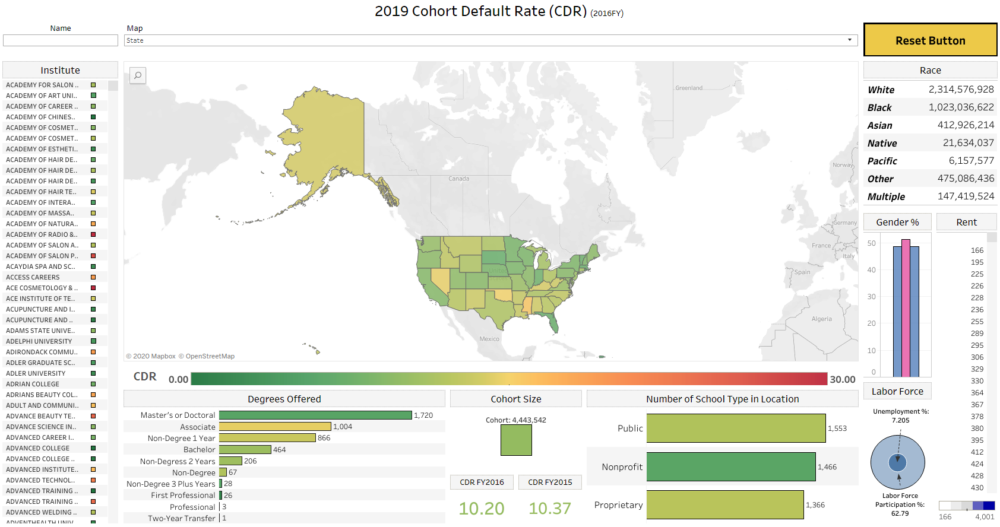 2019 Cohort Default Rate (CDR) (2016FY)
Name
Map
State
Reset Button
Institute
ACADEMY FOR SALON ..
ACADEMY OF ART UNI..
ACADEMY OF CAREER ..
ACADEMY OF CHINES..
ACADEMY OF COSMET..
ACADEMY OF COSMET..
ACADEMY OF ESTHETI..
ACADEMY OF HAIR DE..
ACADEMY OF HAIR DE..
ACADEMY OF HAIR DE..
ACADEMY OF HAIR TE..
ACADEMY OF INTERA..
ACADEMY OF MASSA..
ACADEMY OF NATURA..
ACADEMY OF RADIO &..
ACADEMY OF SALON A..
ACADEMY OF SALON P..
ACAYDIA SPA AND SC..
ACCESS CAREERS
ACE COSMETOLOGY & ..
ACE INSTITUTE OF TE..
ACUPUNCTURE AND I..
ACUPUNCTURE AND ..
ADAMS STATE UNIVE..
ADELPHI UNIVERSITY
ADIRONDACK COMMU..
ADLER GRADUATE SC..
ADLER UNIVERSITY
ADRIAN COLLEGE
ADRIANS BEAUTY COL..
ADULT AND COMMUNI..
ADVANCE BEAUTY TE..
ADVANCE SCIENCE IN..
ADVANCED CAREER I..
ADVANCED COLLEGE
ADVANCED COLLEGE ..
ADVANCED INSTITUTE..
ADVANCED TECHNOL..
ADVANCED TRAINING ..
ADVANCED TRAINING ..
ADVANCED WELDING ..
ADVENTHEALTH UNIV..
Greenland
Norway
Canada
Germany
France
Italy
Spain
United States
Algeria
Mexico
© 2020 Mapbox © OpenStreetMap
CDR 0.00 30.00
Degrees Offered
Master's or Doctoral 1,720
Associate 1,004
Non-Degree 1 Year 866
Bachelor 464
Non-Degress 2 Years 206
Non-Degree 67
Non-Degree 3 Plus Years 28
First Professional 26
Professional 3
Two-Year Transfer 1
Cohort Size
Cohort: 4,443,542
CDR FY2016 CDR FY2015
10.20 10.37
Number of School Type in Location
Public 1,553
Nonprofit 1,466
Proprietary 1,366
Race
White 2,314,576,928
Black 1,023,036,622
Asian 412,926,214
Native 21,634,037
Pacific 6,157,577
Other 475,086,436
Multiple 147,419,524
Gender %
50
40
30
20
10
0
Labor Force
Unemployment %:
7.205
Labor Force
Participation %:
62.79
Rent
166
195
225
226
228
236
255
289
295
306
329
330
364
367
378
380
395
412
424
428
430
166 4,001